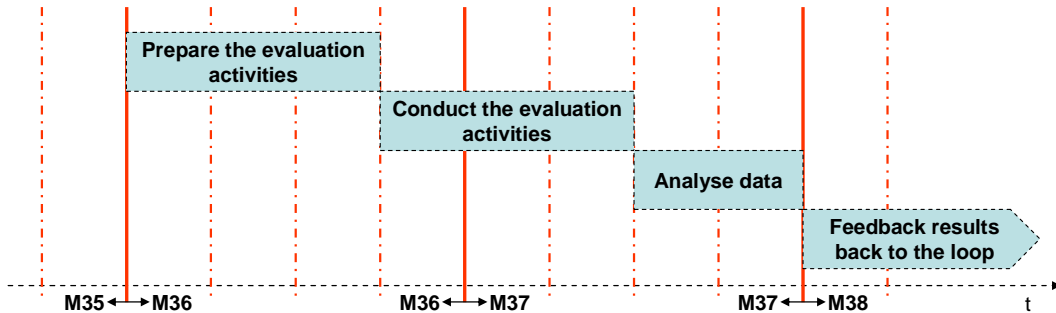 Prepare the evaluation
activities
Conduct the evaluation
activities
Analyse data
Feedback results
back to the loop
M35 M36
M36 M37
M37 M38
t